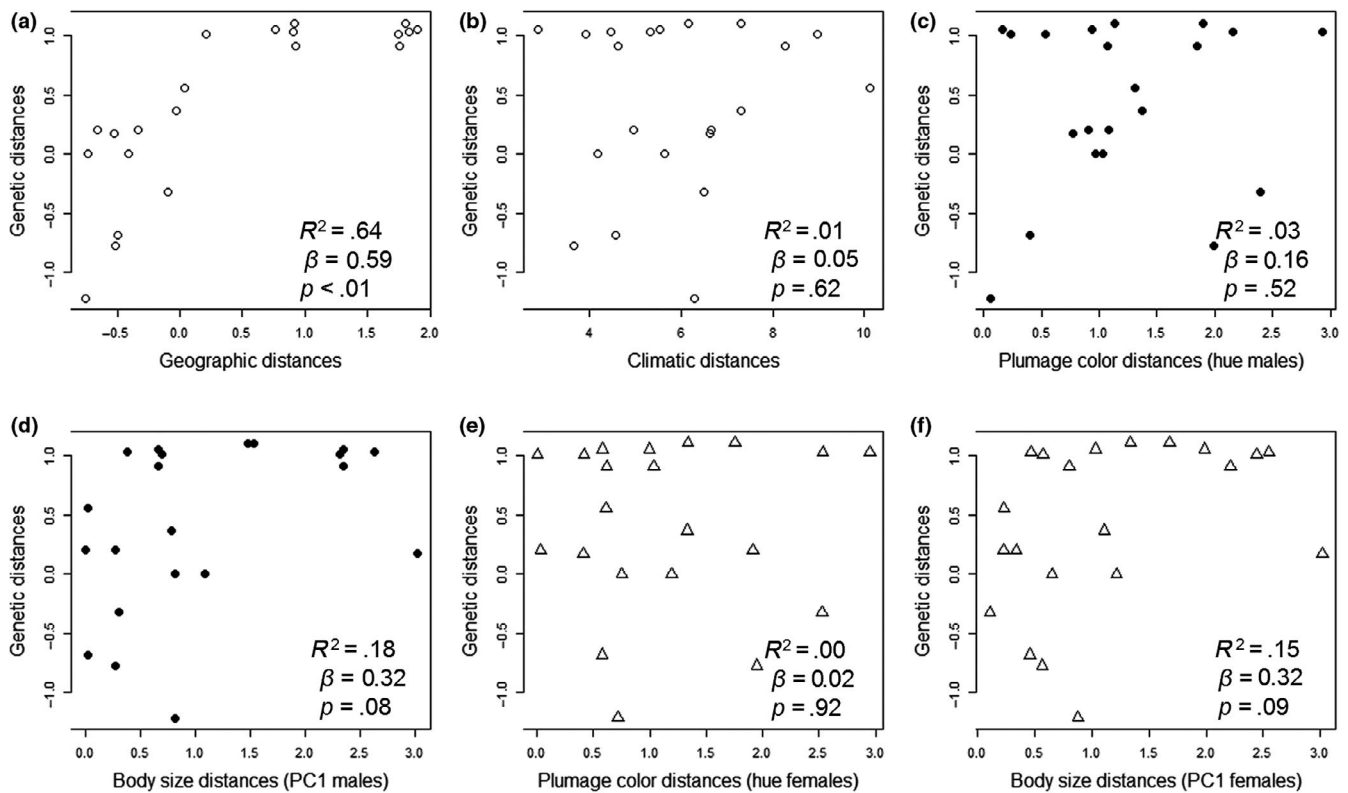 (a)
Genetic distances
1.0
0.5
0.0
−0.5
−1.0
R² = .64
β = 0.59
p < .01
−0.5 0.0 0.5 1.0 1.5 2.0
Geographic distances
(b)
Genetic distances
1.0
0.5
0.0
−0.5
−1.0
R² = .01
β = 0.05
p = .62
4 6 8 10
Climatic distances
(c)
Genetic distances
1.0
0.5
0.0
−0.5
−1.0
R² = .03
β = 0.16
p = .52
0.0 0.5 1.0 1.5 2.0 2.5 3.0
Plumage color distances (hue males)
(d)
Genetic distances
1.0
0.5
0.0
−0.5
−1.0
R² = .18
β = 0.32
p = .08
0.0 0.5 1.0 1.5 2.0 2.5 3.0
Body size distances (PC1 males)
(e)
Genetic distances
1.0
0.5
0.0
−0.5
−1.0
R² = .00
β = 0.02
p = .92
0.0 0.5 1.0 1.5 2.0 2.5 3.0
Plumage color distances (hue females)
(f)
Genetic distances
1.0
0.5
0.0
−0.5
−1.0
R² = .15
β = 0.32
p = .09
0.0 0.5 1.0 1.5 2.0 2.5 3.0
Body size distances (PC1 females)